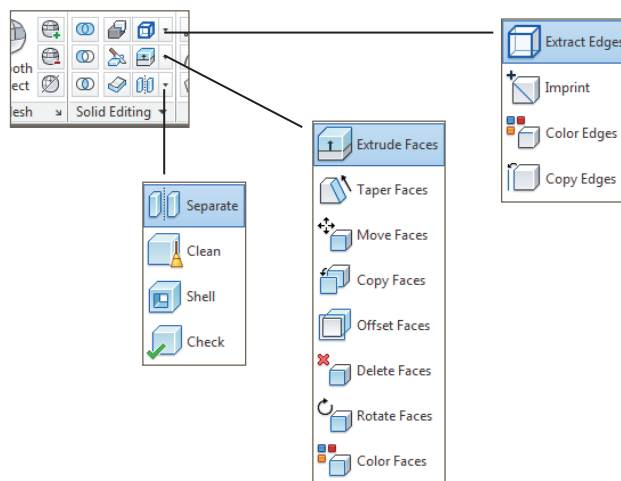 oth
ect
esh
Solid Editing
Extract Edges
Imprint
Color Edges
Copy Edges
Separate
Clean
Shell
Check
Extrude Faces
Taper Faces
Move Faces
Copy Faces
Offset Faces
Delete Faces
Rotate Faces
Color Faces